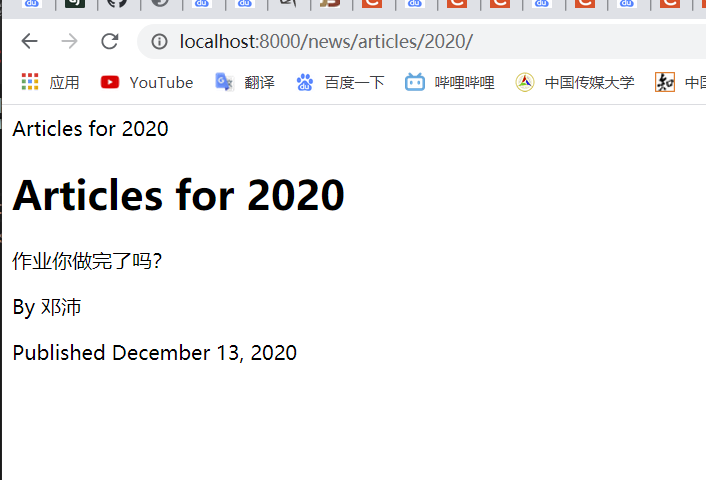 localhost:8000/news/articles/2020/
应用 YouTube 翻译 百度一下 哔哩哔哩 中国传媒大学 中国
Articles for 2020
Articles for 2020
作业你做完了吗?
By 邓沛
Published December 13, 2020